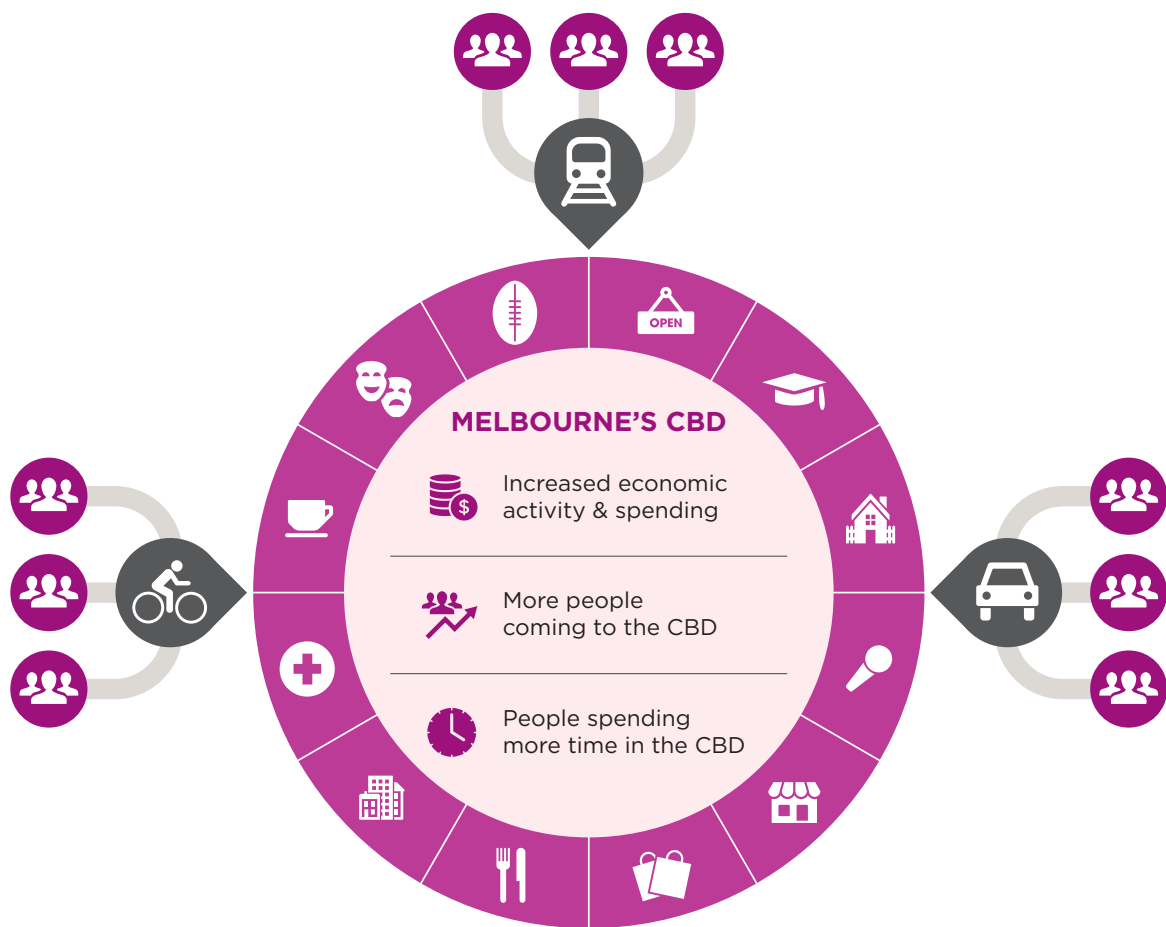 OPEN
MELBOURNE'S CBD
$
Increased economic
activity & spending
More people
coming to the CBD
People spending
more time in the CBD